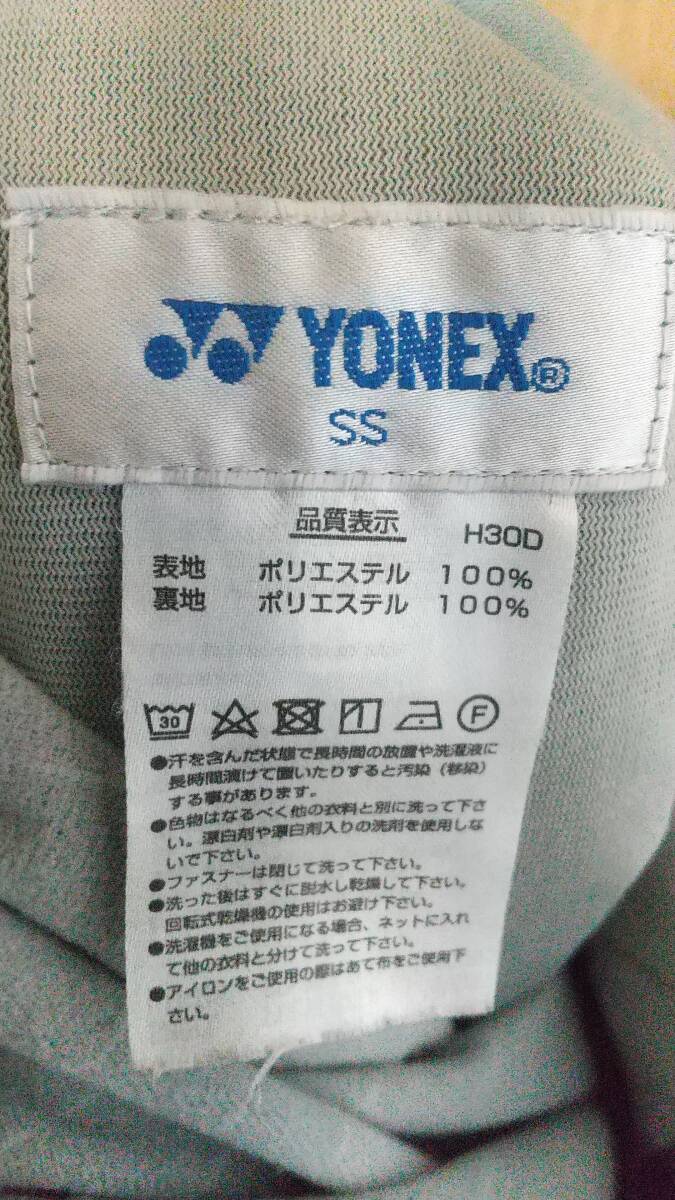 YONEX®
SS
品質表示 H30D
表地 ポリエステル 100%
裏地 ポリエステル 100%
30 F
●汗を含んだ状態で長時間の放置や洗濯液に
長時間漬けて置いたりすると汚染(移染)
する事があります。
●色物はなるべく他の衣料と別に洗って下さ
い。漂白剤や漂白剤入りの洗剤を使用しな
いで下さい。
●ファスナーは閉じて洗って下さい。
●洗った後はすぐに脱水し乾燥して下さい。
回転式乾燥機の使用はお避け下さい。
●洗濯機をご使用になる場合、ネットに入れ
て他の衣料と分けて洗って下さい。
●アイロンをご使用の際はあて布をご使用下
さい。